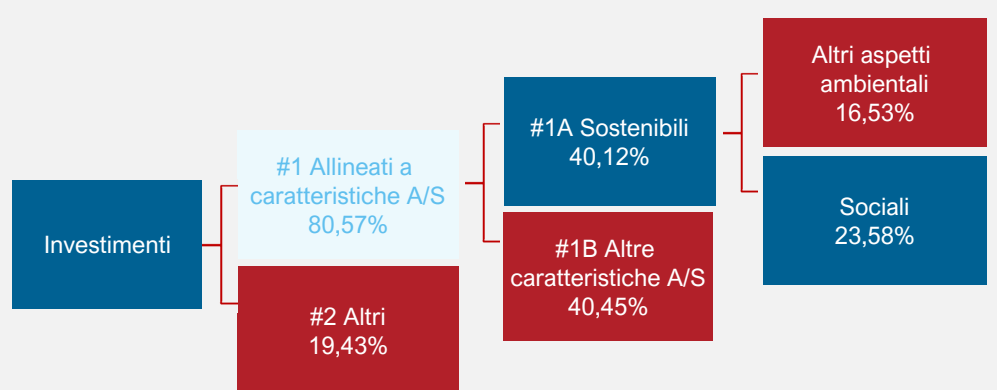 Investimenti
#1 Allineati a
caratteristiche A/S
80,57%
#2 Altri
19,43%
#1A Sostenibili
40,12%
#1B Altre
caratteristiche A/S
40,45%
Altri aspetti
ambientali
16,53%
Sociali
23,58%